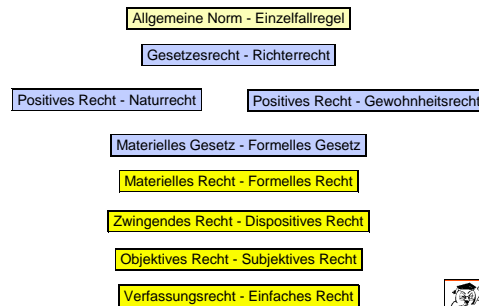 Allgemeine Norm - Einzelfallregel
Gesetzesrecht - Richterrecht
Positives Recht - Naturrecht
Positives Recht - Gewohnheitsrecht
Materielles Gesetz - Formelles Gesetz
Materielles Recht - Formelles Recht
Zwingendes Recht - Dispositives Recht
Objektives Recht - Subjektives Recht
Verfassungsrecht - Einfaches Recht